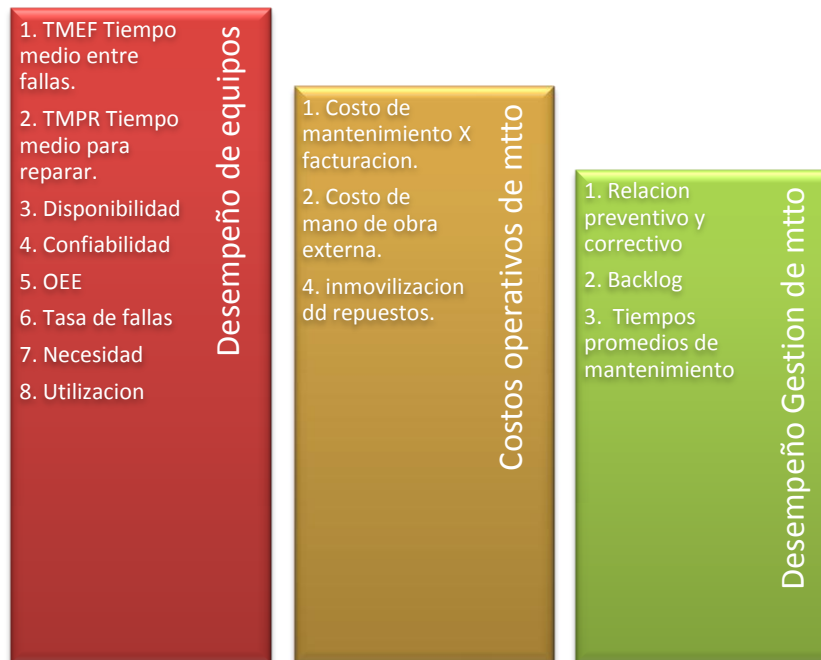 1. TMEF Tiempo
medio entre
fallas.
2. TMPR Tiempo
medio para
reparar.
3. Disponibilidad
4. Confiabilidad
5. OEE
6. Tasa de fallas
7. Necesidad
8. Utilizacion
Desempeño de equipos
1. Costo de
mantenimiento X
facturacion.
2. Costo de
mano de obra
externa.
4. inmovilizacion
dd repuestos.
Costos operativos de mtto
1. Relacion
preventivo y
correctivo
2. Backlog
3. Tiempos
promedios de
mantenimiento
Desempeño Gestion de mtto